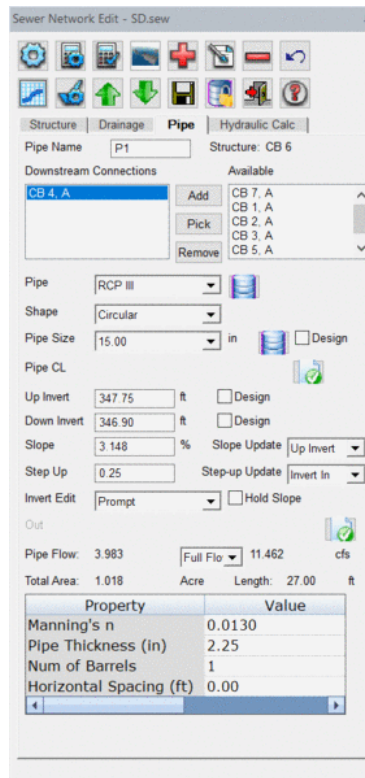 Sewer Network Edit - SD.sew
Structure Drainage Pipe Hydraulic Calc
Pipe Name P1 Structure: CB 6
Downstream Connections Available
CB 4, A Add CB 7, A
CB 1, A
Pick CB 2, A
CB 3, A
Remove CB 5, A
Pipe RCP III
Shape Circular
Pipe Size 15.00 in Design
Pipe CL
Up Invert 347.75 ft Design
Down Invert 346.90 ft Design
Slope 3.148 % Slope Update Up Invert
Step Up 0.25 Step-up Update Invert In
Invert Edit Prompt Hold Slope
Out
Pipe Flow: 3.983 Full Flo 11.462 cfs
Total Area: 1.018 Acre Length: 27.00 ft
Property Value
Manning's n 0.0130
Pipe Thickness (in) 2.25
Num of Barrels 1
Horizontal Spacing (ft) 0.00